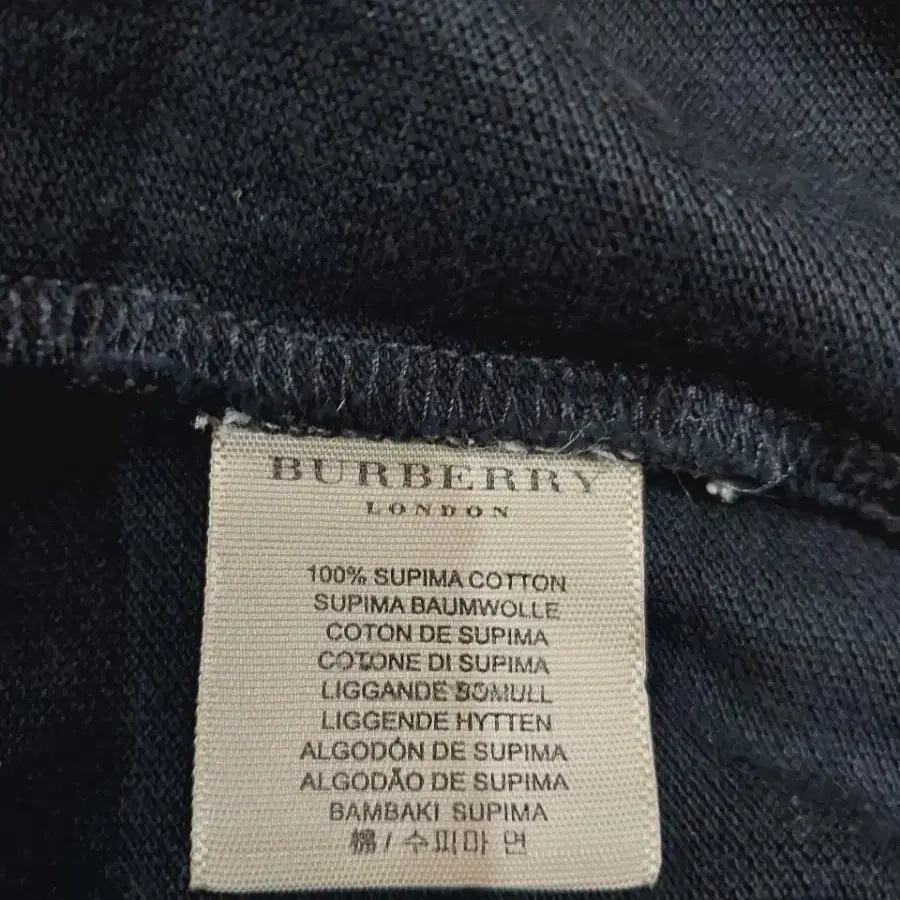 BURBERRY
LONDON
100% SUPIMA COTTON
SUPIMA BAUMWOLLE
COTON DE SUPIMA
COTONE DI SUPIMA
LIGGANDE BOMULL
LIGGENDE HYTTEN
ALGODÓN DE SUPIMA
ALGODÃO DE SUPIMA
BAMBAKI SUPIMA
綿 / 수피마 면